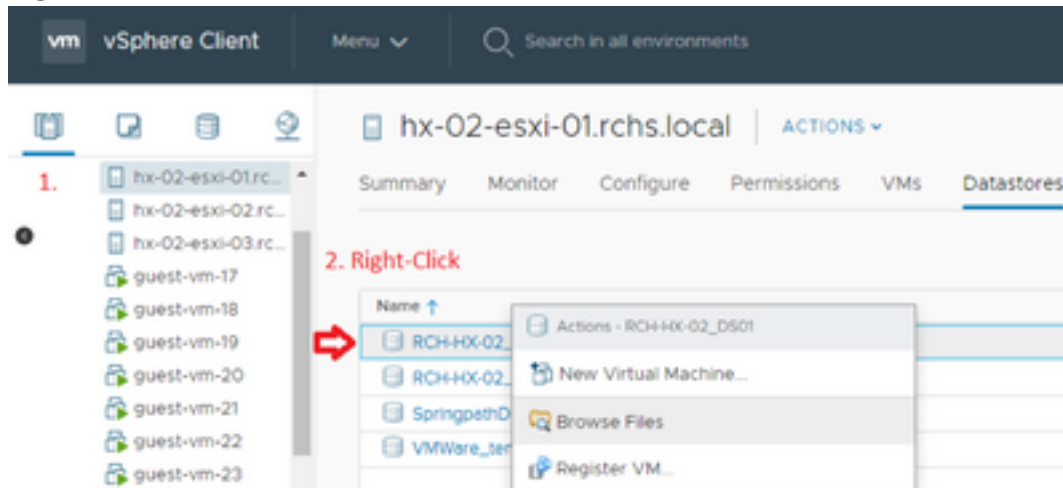 vm vSphere Client Menu Search in all environments
hx-02-esxi-01.rchs.local ACTIONS
1.
hx-02-esxi-01.rc...
Summary Monitor Configure Permissions VMs Datastores
hx-02-esxi-02.rc...
hx-02-esxi-03.rc...
2. Right-Click
guest-vm-17
guest-vm-18
Name
Actions - RCH-HX-02_DS01
guest-vm-19
RCH-HX-02_
guest-vm-20
RCH-HX-02_
New Virtual Machine...
guest-vm-21
SpringpathD
Browse Files
guest-vm-22
VMWare_tem
guest-vm-23
Register VM...